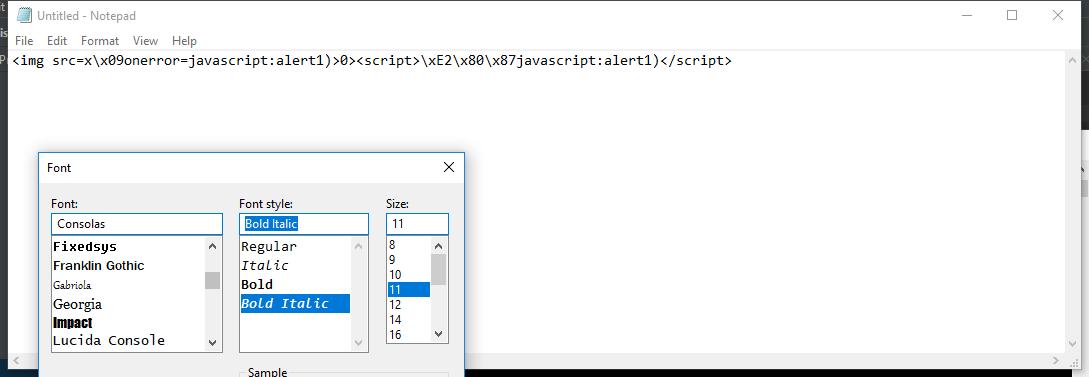 Untitled - Notepad
File Edit Format View Help
<img src=x\x09onerror=javascript:alert1)>0><script>\xE2\x80\x87javascript:alert1)</script>
Font
Font: Font style: Size:
Consolas Bold Italic 11
Fixedsys Regular 8
Franklin Gothic Italic 9
Gabriola Bold 10
Georgia Bold Italic 11
Impact 12
Lucida Console 14
16
Sample